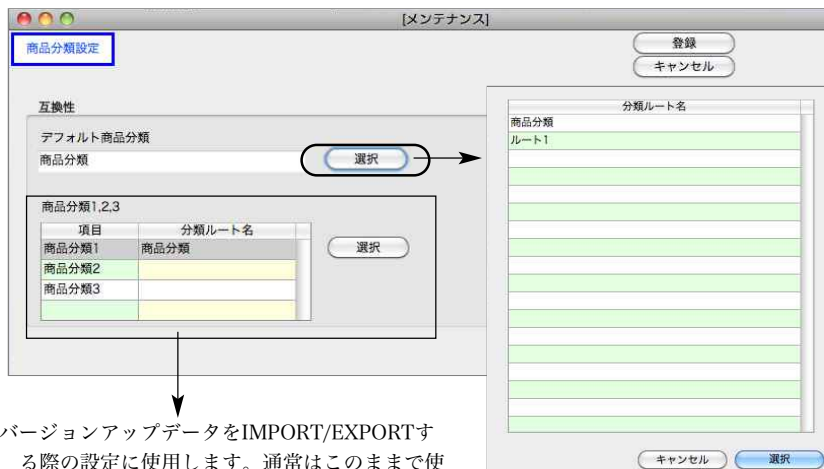 [メンテナンス]
商品分類設定
登録
キャンセル
互換性
デフォルト商品分類
商品分類
選択
商品分類1,2,3
項目 分類ルート名
商品分類1 商品分類
商品分類2
商品分類3
選択
分類ルート名
商品分類
ルート1
キャンセル
選択
バージョンアップデータをIMPORT/EXPORTす
る際の設定に使用します。通常はこのままで使